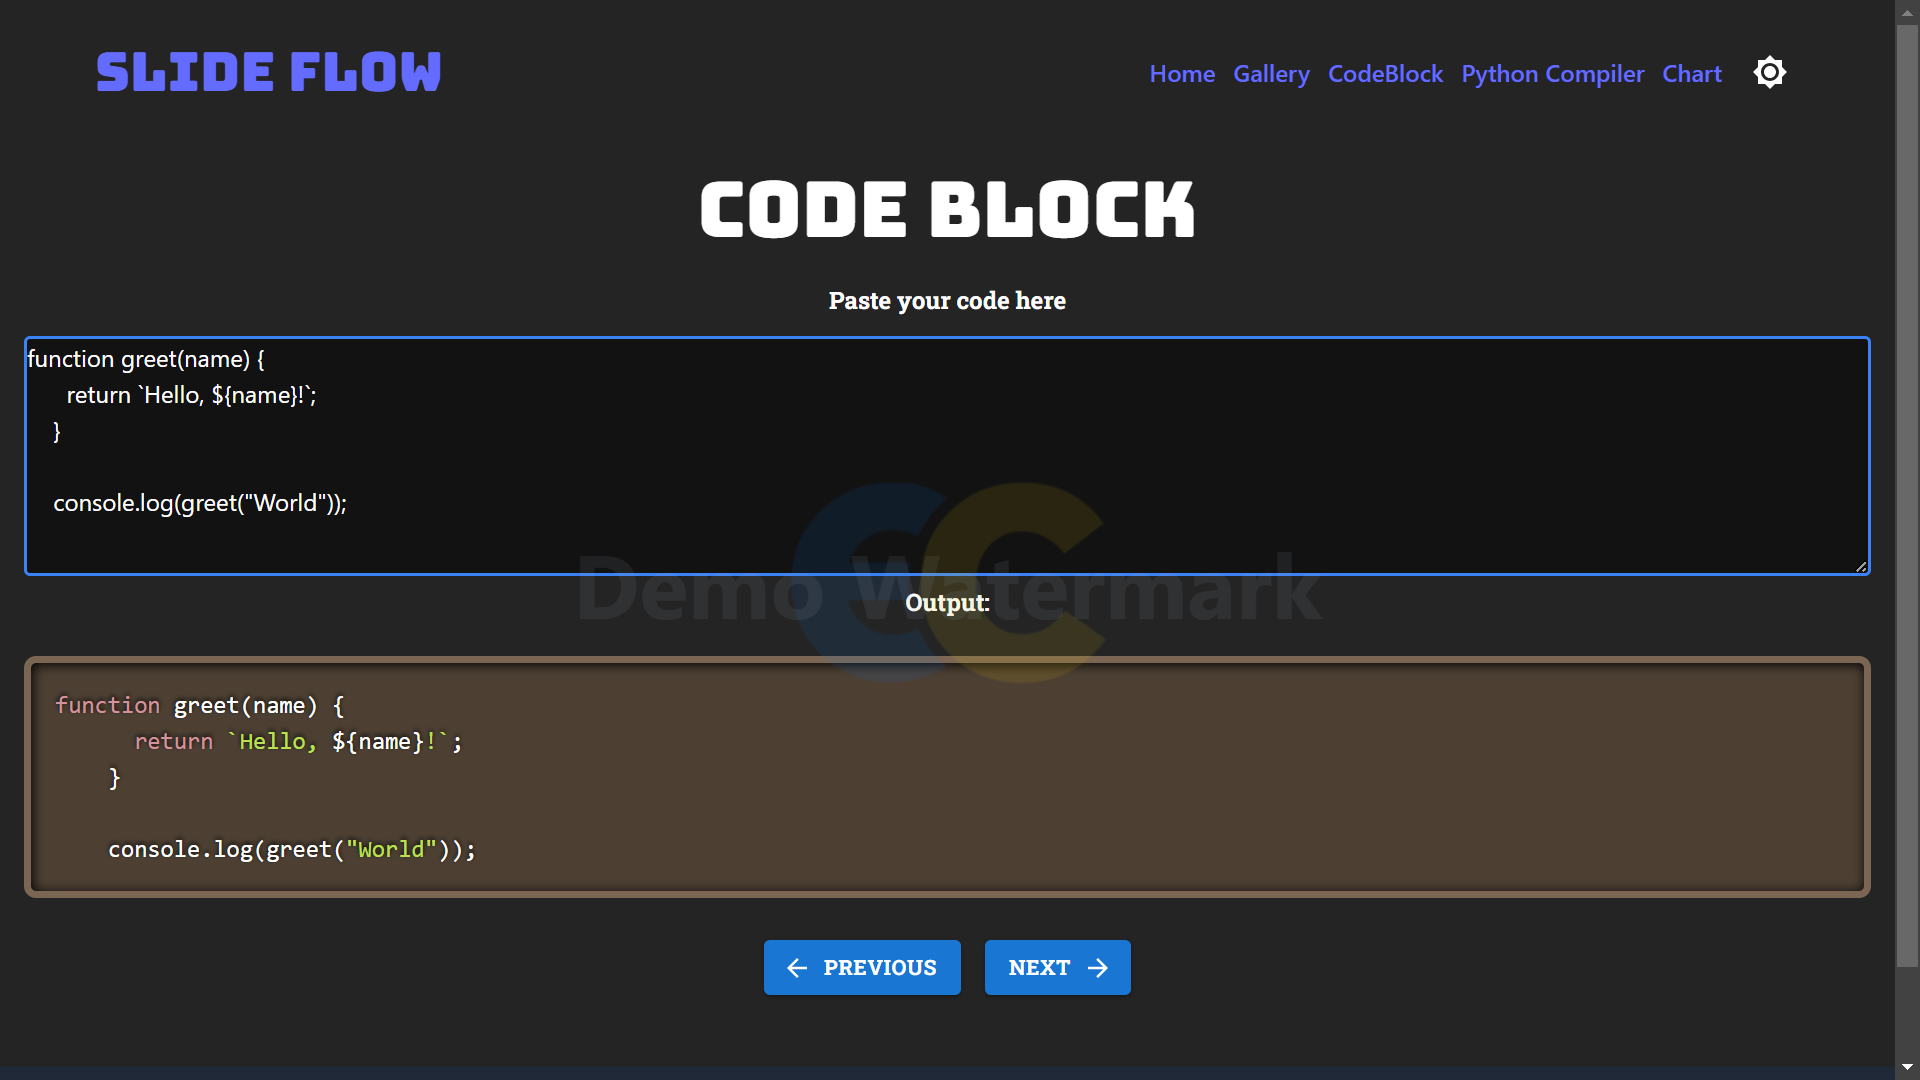 SLIDE FLOW
Home Gallery CodeBlock Python Compiler Chart
CODE BLOCK
Paste your code here
function greet(name) {
      return `Hello, ${name}!`;
    }

    console.log(greet("World"));
Demo Watermark
Output:
function greet(name) {
      return `Hello, ${name}!`;
    }

    console.log(greet("World"));
PREVIOUS NEXT